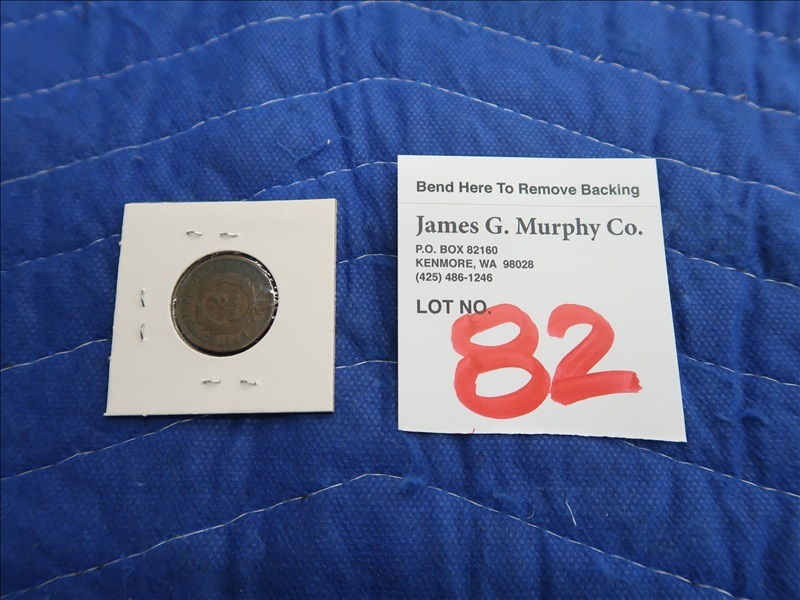 Bend Here To Remove Backing
James G. Murphy Co.
P.O. BOX 82160
KENMORE, WA 98028
(425) 486-1246
LOT NO.
82